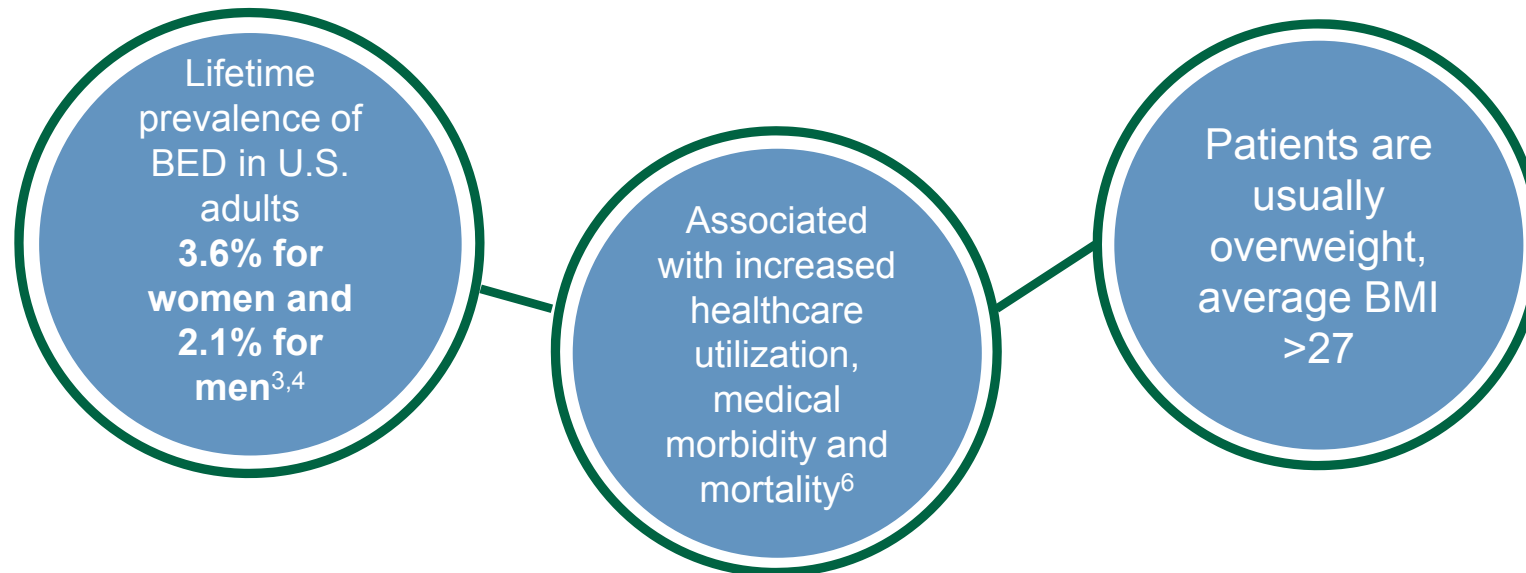 Lifetime
prevalence of
BED in U.S.
adults
3.6% for
women and
2.1% for
men3,4
Associated
with increased
healthcare
utilization,
medical
morbidity and
mortality6
Patients are
usually
overweight,
average BMI
>27